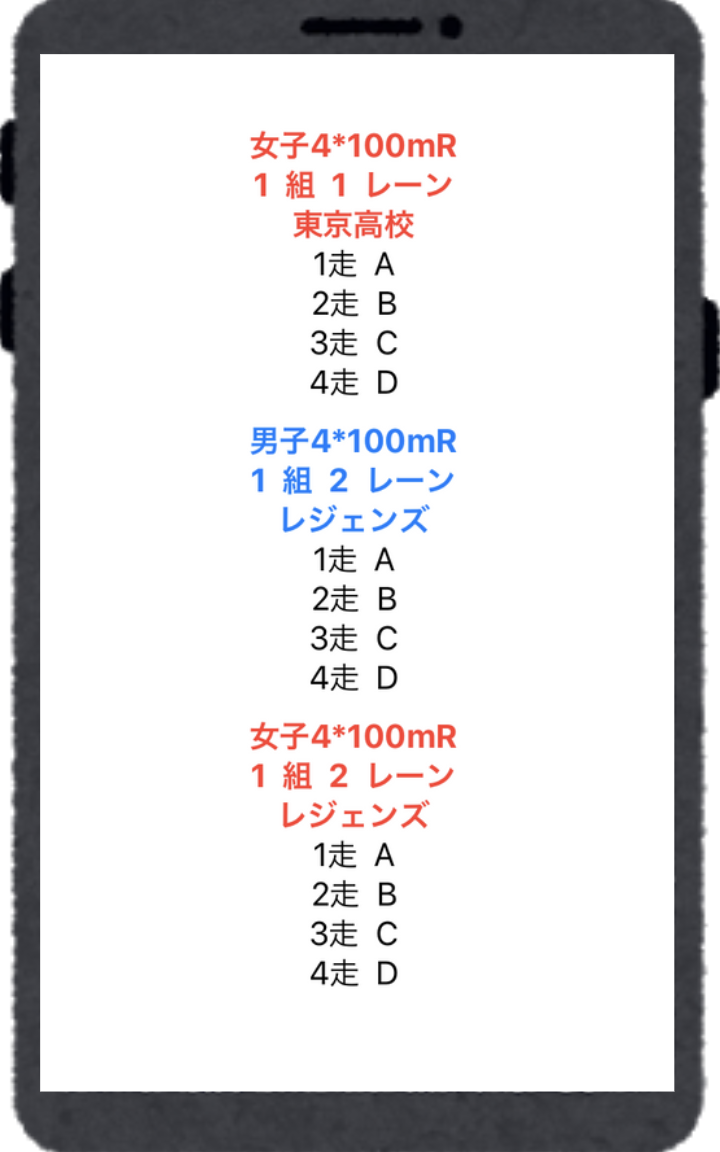 女子4*100mR
1 組 1 レーン
東京高校
1走 A
2走 B
3走 C
4走 D
男子4*100mR
1 組 2 レーン
レジェンズ
1走 A
2走 B
3走 C
4走 D
女子4*100mR
1 組 2 レーン
レジェンズ
1走 A
2走 B
3走 C
4走 D